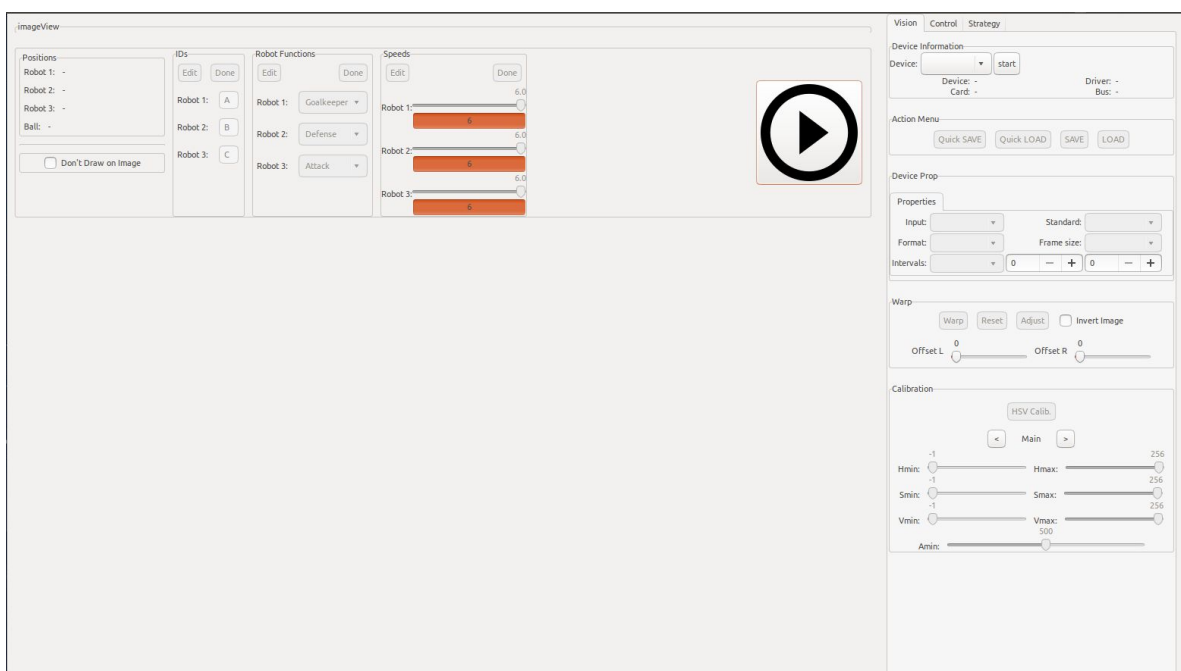 imageView
Positions
Robot 1: -
Robot 2: -
Robot 3: -
Ball: -
Don't Draw on Image
IDs
Edit Done
Robot 1: A
Robot 2: B
Robot 3: C
Robot Functions
Edit Done
Robot 1: Goalkeeper
Robot 2: Defense
Robot 3: Attack
Speeds
Edit Done
6.0
Robot 1:
6
6.0
Robot 2:
6
6.0
Robot 3:
6
Vision Control Strategy
Device Information
Device: start
Device: - Driver: -
Card: - Bus: -
Action Menu
Quick SAVE Quick LOAD SAVE LOAD
Device Prop
Properties
Input: Standard:
Format: Frame size:
Intervals: 0 − + 0 − +
Warp
Warp Reset Adjust Invert Image
0 0
Offset L Offset R
Calibration
HSV Calib.
< Main >
-1 256
Hmin: Hmax:
-1 256
Smin: Smax:
-1 256
Vmin: Vmax:
500
Amin: